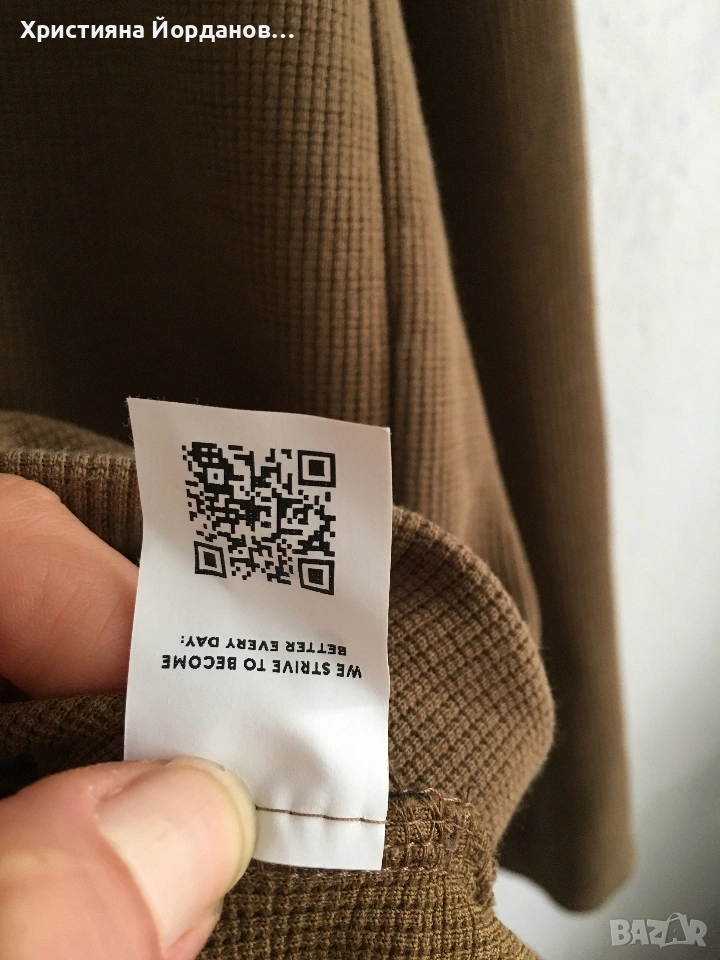 Християна Йорданов...
WE STRIVE TO BECOME
BETTER EVERY DAY:
BAZAR